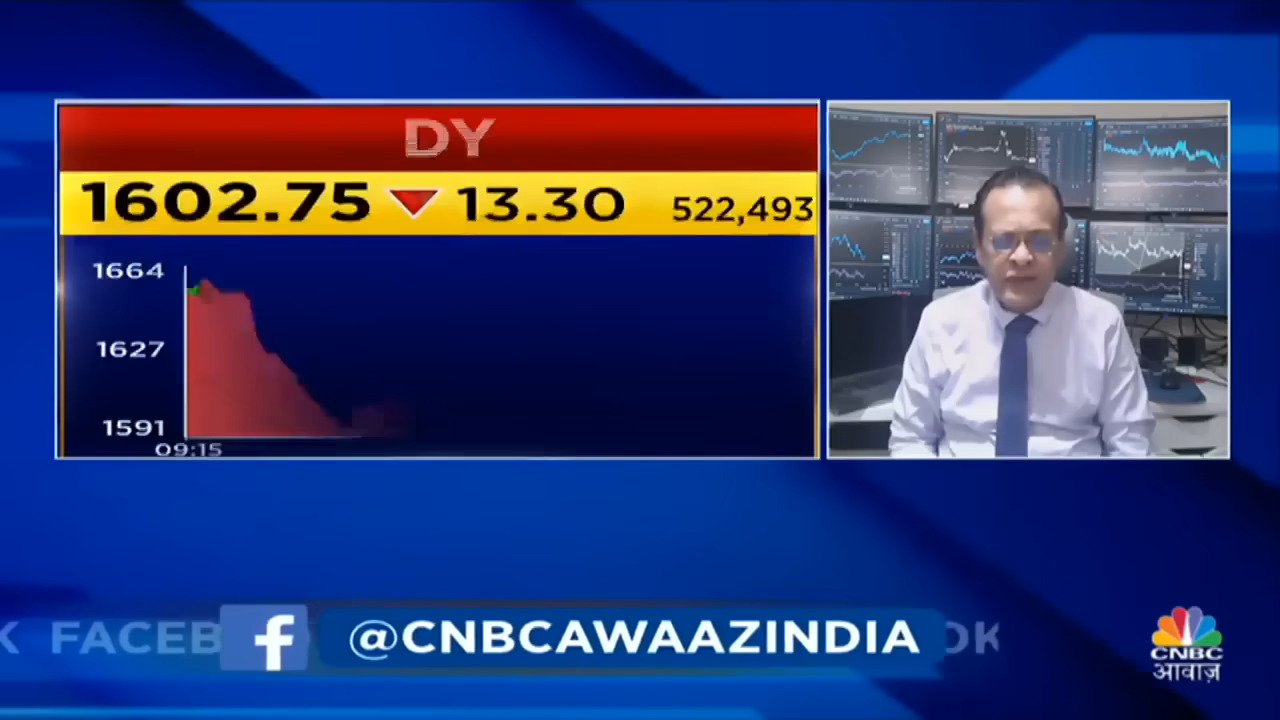 DY
1602.75 13.30 522,493
1664
1627
1591
09:15
K FACEB @CNBCAWAAZINDIA OK
CNBC
आवाज़